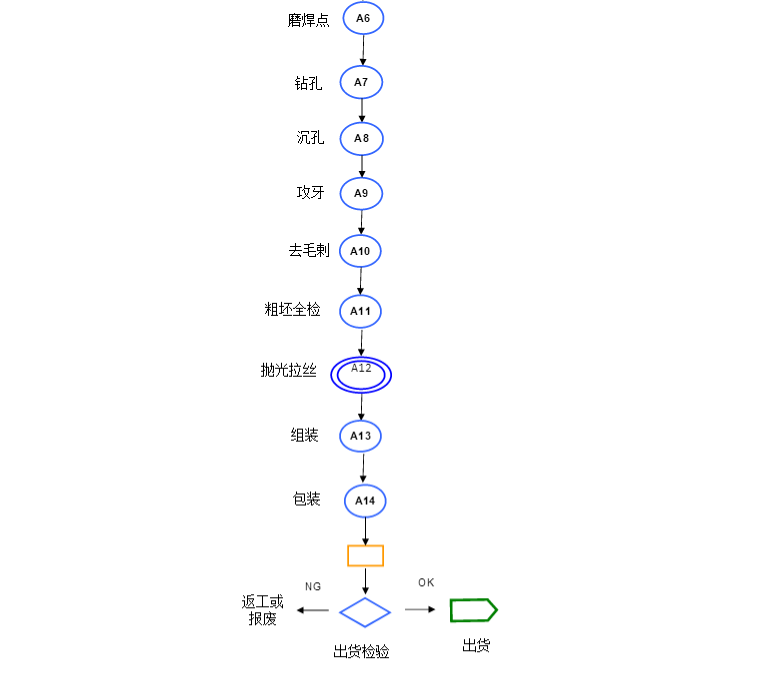 磨焊点 A6
钻孔 A7
沉孔 A8
攻牙 A9
去毛刺 A10
粗坯全检 A11
抛光拉丝 A12
组装 A13
包装 A14
NG
OK
返工或
报废
出货检验
出货